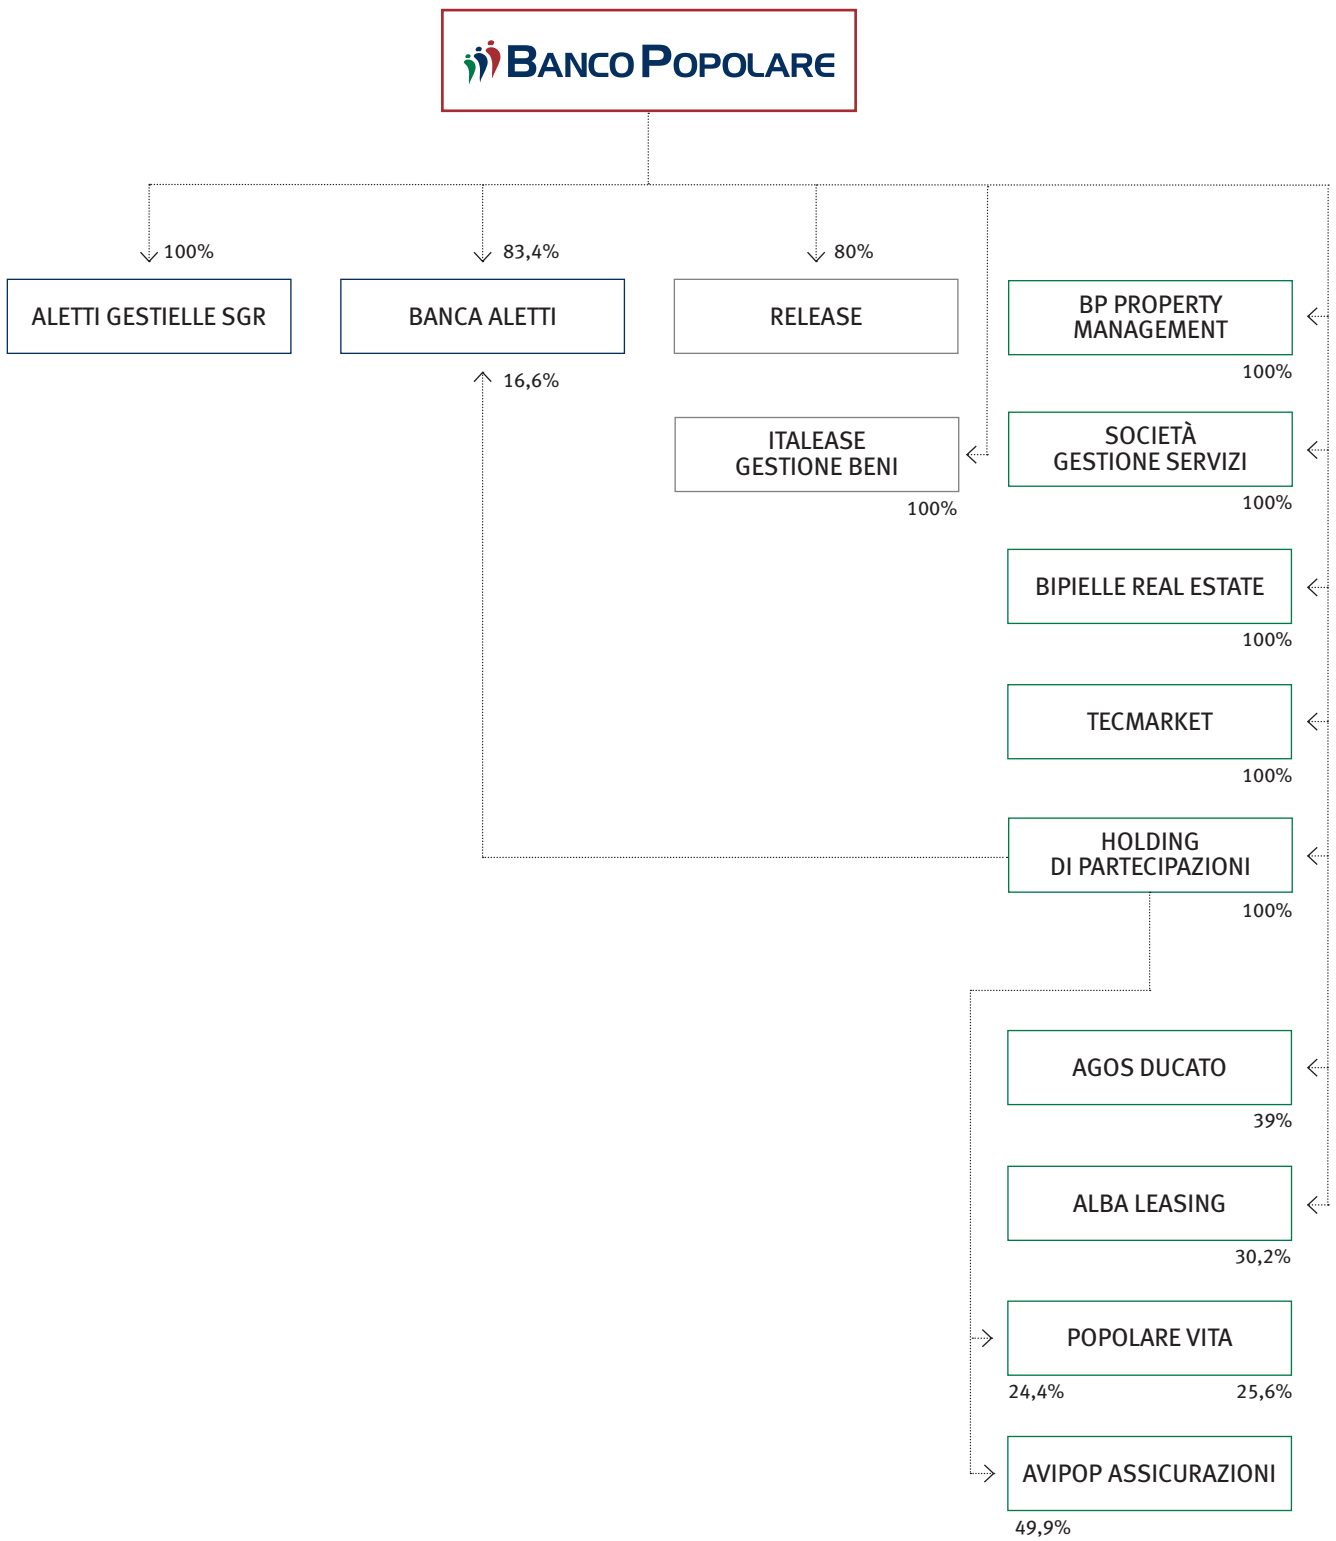 BANCO POPOLARE
100%
83,4%
80%
ALETTI GESTIELLE SGR
BANCA ALETTI
RELEASE
BP PROPERTY
MANAGEMENT
100%
16,6%
ITALEASE
GESTIONE BENI
100%
SOCIETÀ
GESTIONE SERVIZI
100%
BIPIELLE REAL ESTATE
100%
TECMARKET
100%
HOLDING
DI PARTECIPAZIONI
100%
AGOS DUCATO
39%
ALBA LEASING
30,2%
POPOLARE VITA
24,4%
25,6%
AVIPOP ASSICURAZIONI
49,9%